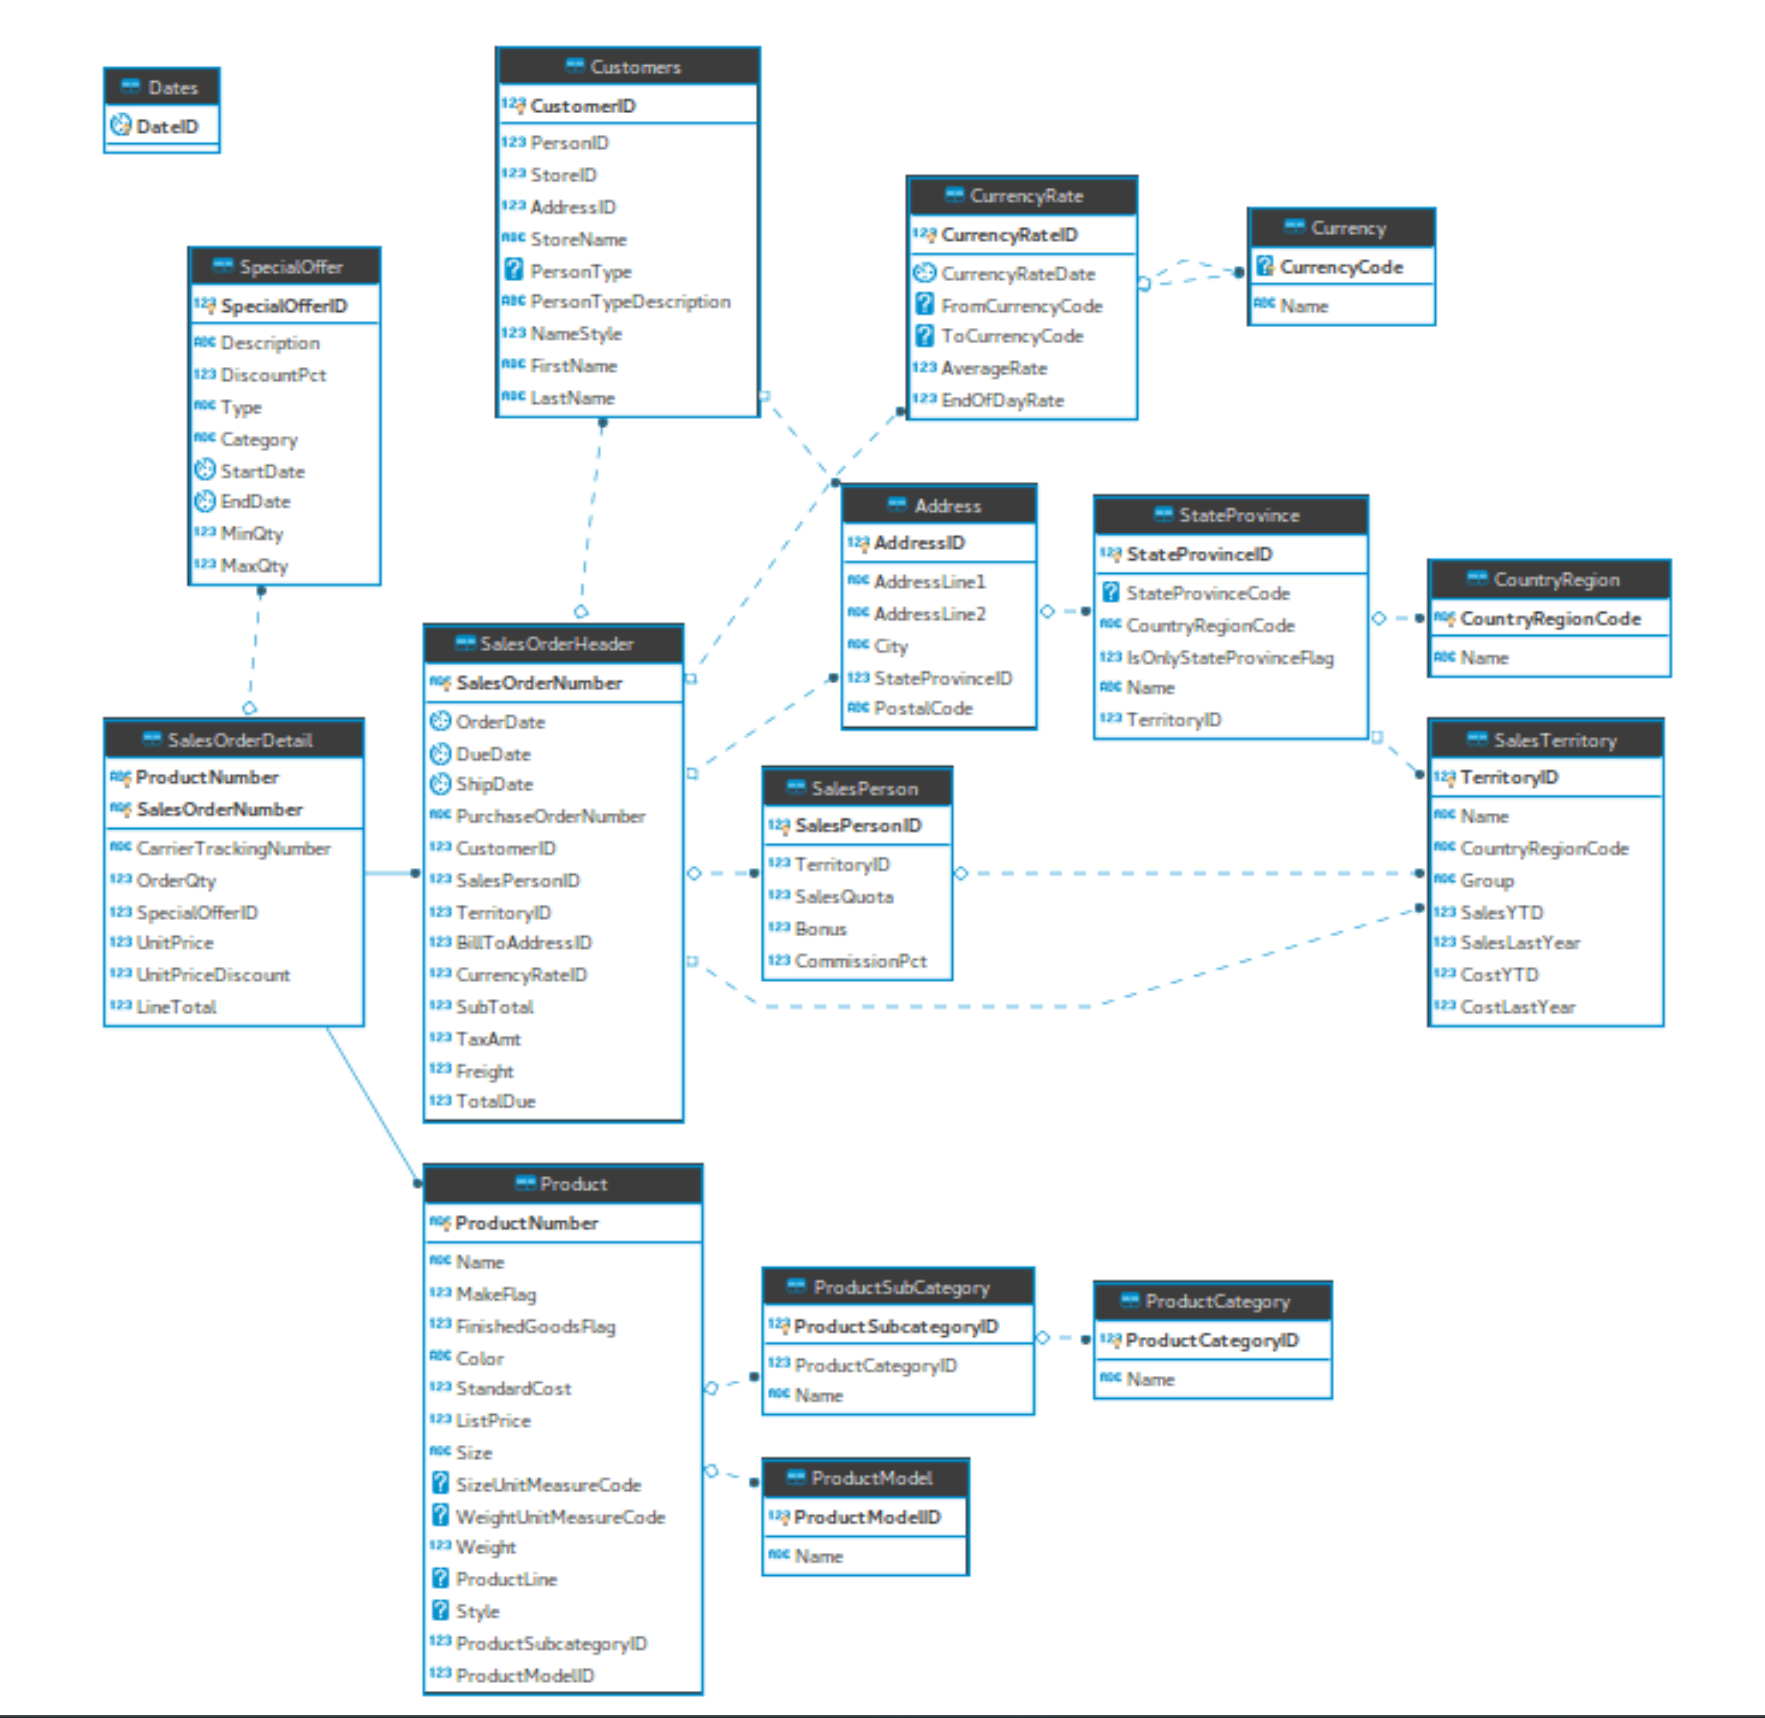 Dates
DateID
Customers
CustomerID
PersonID
StoreID
AddressID
StoreName
PersonType
PersonTypeDescription
NameStyle
FirstName
LastName
CurrencyRate
CurrencyRateID
CurrencyRateDate
FromCurrencyCode
ToCurrencyCode
AverageRate
EndOfDayRate
Currency
CurrencyCode
Name
SpecialOffer
SpecialOfferID
Description
DiscountPct
Type
Category
StartDate
EndDate
MinQty
MaxQty
Address
AddressID
AddressLine1
AddressLine2
City
StateProvinceID
PostalCode
StateProvince
StateProvinceID
StateProvinceCode
CountryRegionCode
IsOnlyStateProvinceFlag
Name
TerritoryID
CountryRegion
CountryRegionCode
Name
SalesOrderHeader
SalesOrderNumber
OrderDate
DueDate
ShipDate
PurchaseOrderNumber
CustomerID
SalesPersonID
TerritoryID
BillToAddressID
CurrencyRateID
SubTotal
TaxAmt
Freight
TotalDue
SalesOrderDetail
ProductNumber
SalesOrderNumber
CarrierTrackingNumber
OrderQty
SpecialOfferID
UnitPrice
UnitPriceDiscount
LineTotal
SalesPerson
SalesPersonID
TerritoryID
SalesQuota
Bonus
CommissionPct
SalesTerritory
TerritoryID
Name
CountryRegionCode
Group
SalesYTD
SalesLastYear
CostYTD
CostLastYear
Product
ProductNumber
Name
MakeFlag
FinishedGoodsFlag
Color
StandardCost
ListPrice
Size
SizeUnitMeasureCode
WeightUnitMeasureCode
Weight
ProductLine
Style
ProductSubcategoryID
ProductModelID
ProductSubCategory
ProductSubcategoryID
ProductCategoryID
Name
ProductCategory
ProductCategoryID
Name
ProductModel
ProductModelID
Name